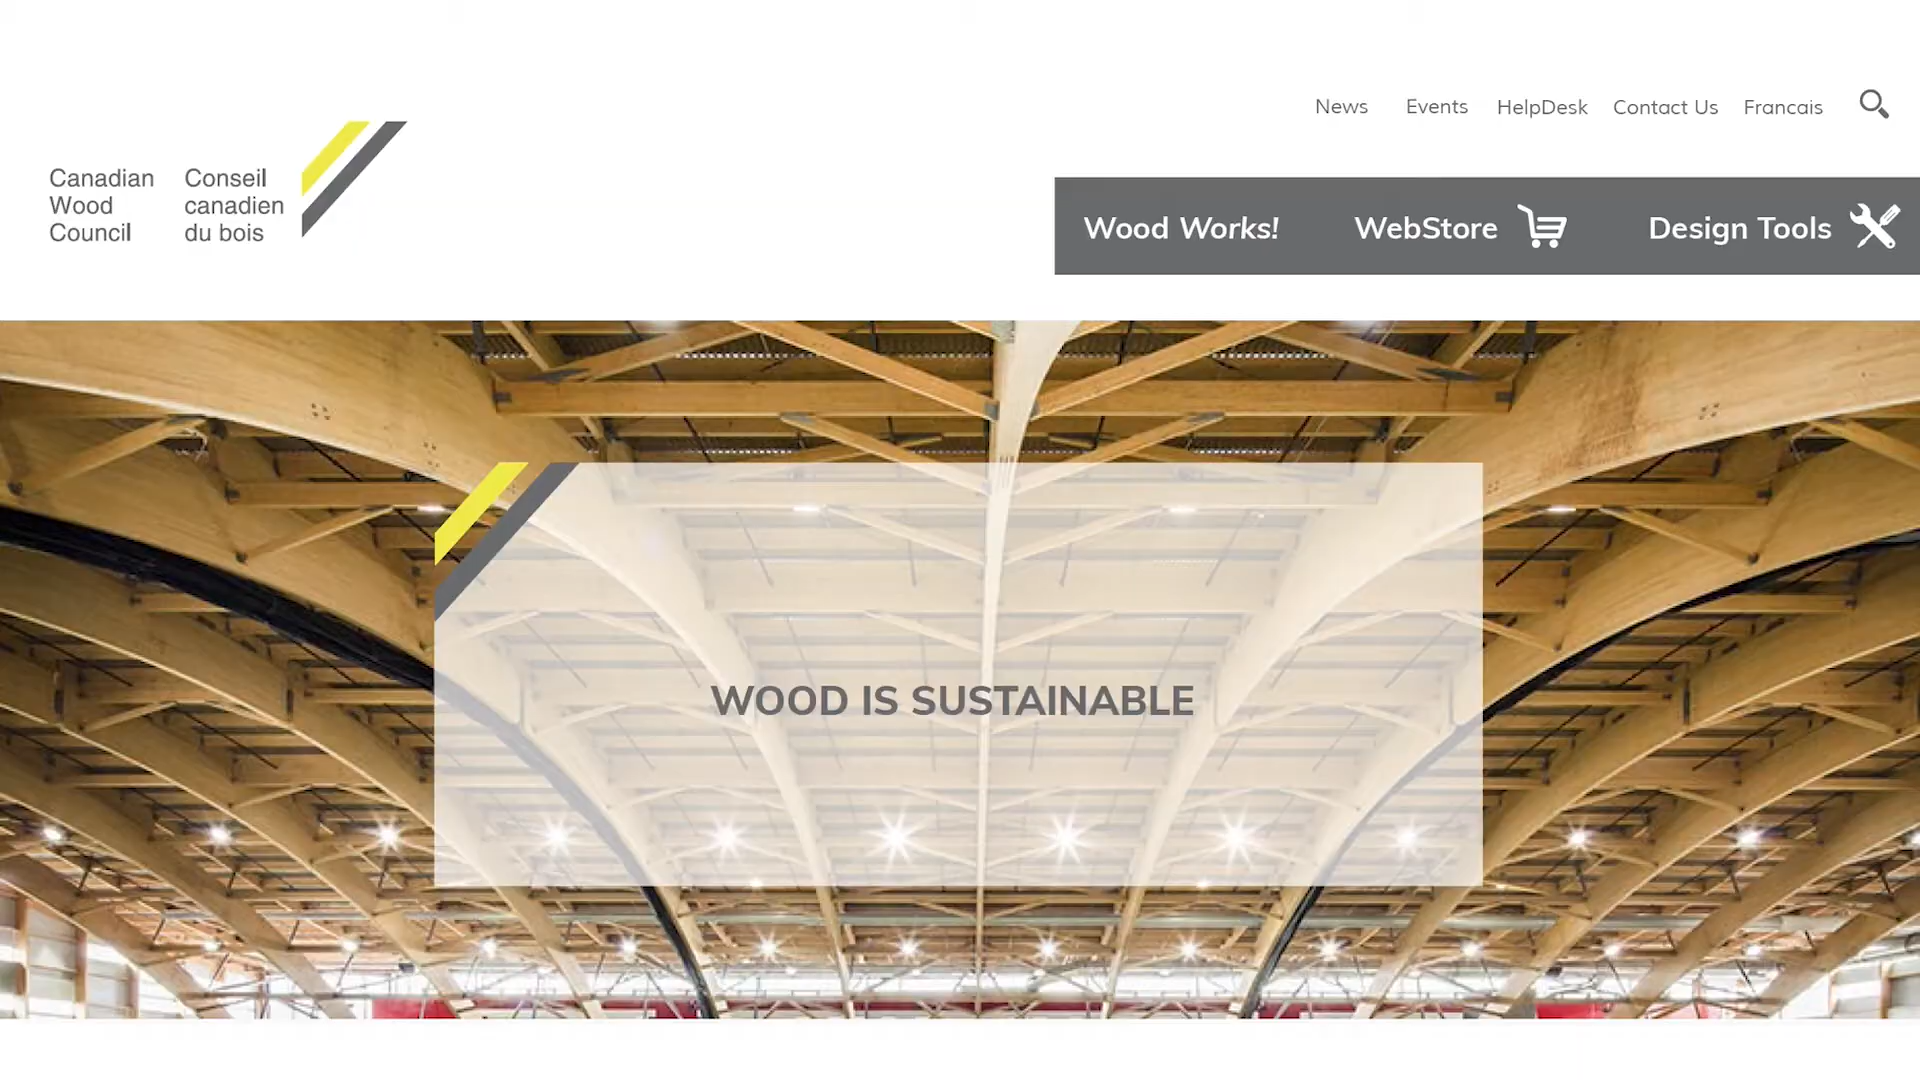 News Events HelpDesk Contact Us Francais
Canadian Conseil
Wood canadien
Council du bois
Wood Works! WebStore Design Tools
WOOD IS SUSTAINABLE